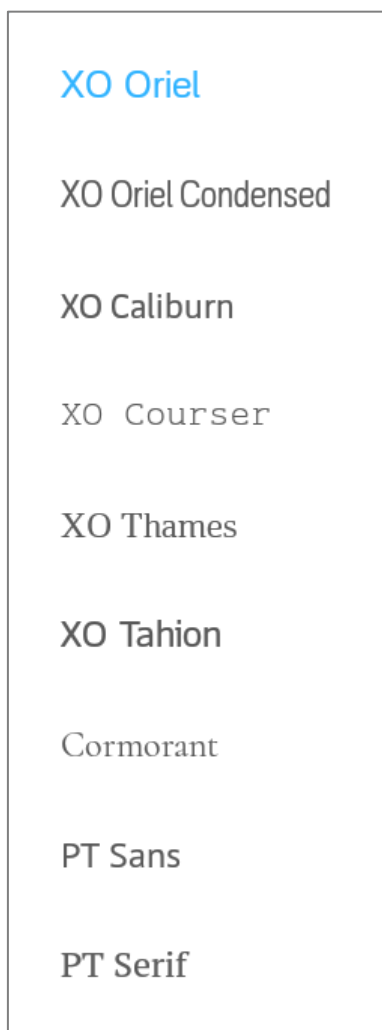 XO Oriel
XO Oriel Condensed
XO Caliburn
XO Courser
XO Thames
XO Tahion
Cormorant
PT Sans
PT Serif